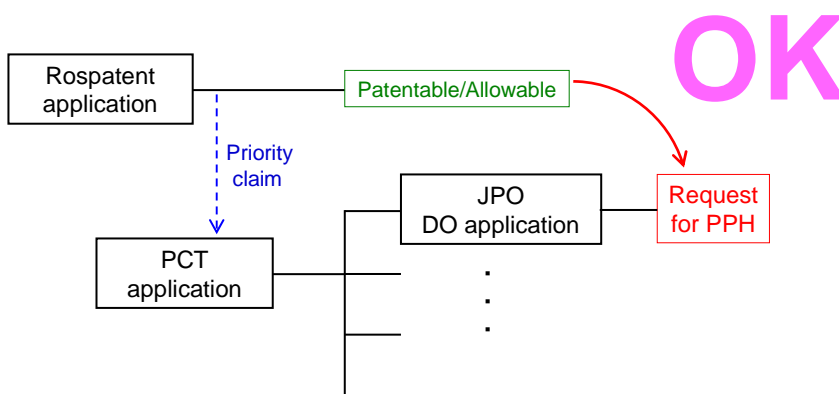 OK
Rospatent
application
Patentable/Allowable
Priority
claim
JPO
DO application
Request
for PPH
PCT
application